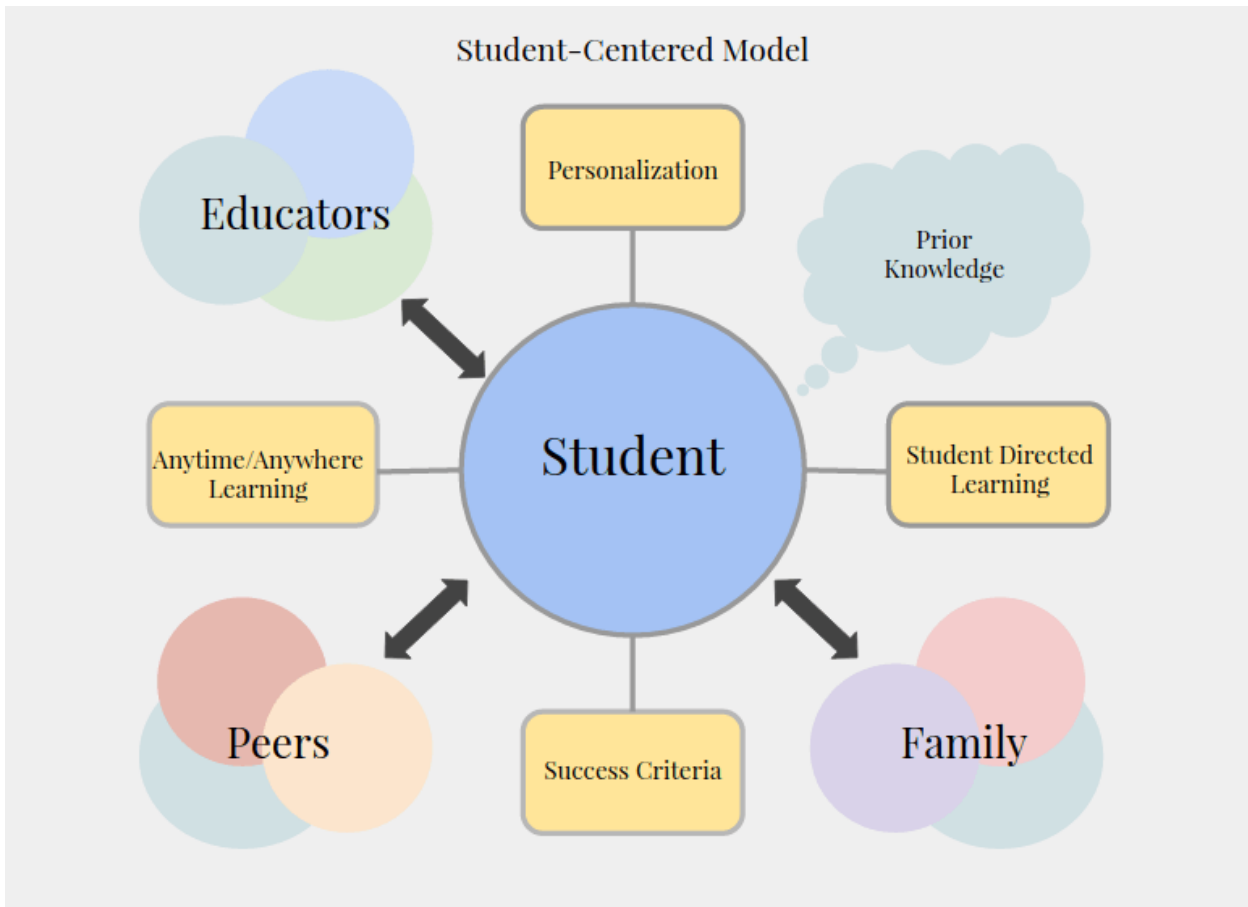 Student-Centered Model
Personalization
Educators
Prior
Knowledge
Student
Anytime/Anywhere
Learning
Student Directed
Learning
Peers
Family
Success Criteria